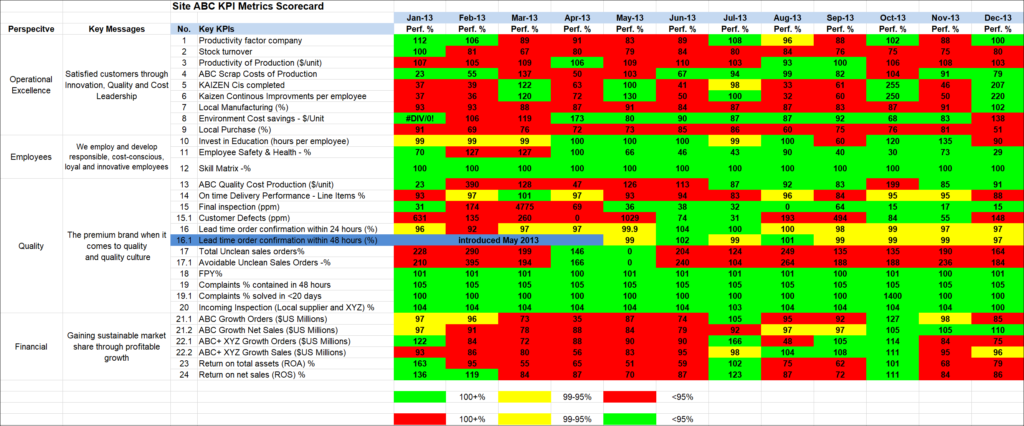 Site ABC KPI Metrics Scorecard
Jan-13 Feb-13 Mar-13 Apr-13 May-13 Jun-13 Jul-13 Aug-13 Sep-13 Oct-13 Nov-13 Dec-13
Perspecitve Key Messages No. Key KPIs Perf. % Perf. % Perf. % Perf. % Perf. % Perf. % Perf. % Perf. % Perf. % Perf. % Perf. % Perf. %
Operational
Excellence
Satisfied customers through
Innovation, Quality and Cost
Leadership
1 Productivity factor company 112 106 89 91 83 89 108 96 89 102 88 100
2 Stock turnover 100 81 67 80 79 84 80 84 76 75 75 80
3 Productivity of Production ($/unit) 107 105 109 106 109 110 103 93 100 106 108 103
4 ABC Scrap Costs of Production 23 55 137 50 103 67 94 99 82 104 91 79
5 KAIZEN Cis completed 37 39 122 63 100 41 98 33 61 255 46 207
6 Kaizen Continous Improvments per employee 37 36 120 72 130 50 100 32 60 250 50 220
7 Local Manufacturing (%) 93 93 88 87 91 84 87 87 83 87 91 102
8 Environment Cost savings - $/Unit #DIV/0! 106 119 173 80 90 87 87 92 68 83 138
9 Local Purchase (%) 91 69 76 72 73 85 86 60 75 76 81 51
Employees
We employ and develop
responsible, cost-conscious,
loyal and innovative employees
10 Invest in Education (hours per employee) 99 99 99 100 100 100 100 60 120 135 90
11 Employee Safety & Health - % 70 127 127 100 66 46 43 90 40 30 73 29
12 Skill Matrix -% 100 100 100 100 100 100 100 100 100 100 100 100
Quality
The premium brand when it
comes to quality
and quality culture
13 ABC Quality Cost Production ($/unit) 23 390 128 47 126 113 87 92 83 199 85 91
14 On time Delivery Performance - Line Items % 93 97 101 97 93 94 88 96 84 96 95 88
15 Final inspection (ppm) 31 174 4775 69 36 38 32 0 64 15 17 15
15.1 Customer Defects (ppm) 631 135 260 0 1029 74 31 193 494 84 55 149
16 Lead time order confirmation within 24 hours (%) 96 92 97 97 99.9 104 100 98 99 99 97
16.1 Lead time order confirmation within 48 hours (%) Introduced May 2013 99 102 99 101 99 99 99 97
17 Total Unclean sales orders% 228 290 199 146 0 204 124 249 135 135 190 164
17.1 Avoidable Unclean Sales Orders -% 210 395 194 166 0 240 104 264 188 188 236 184
18 FPY% 101 101 101 101 100 101 101 101 100 100 101 100
19 Complaints % contained in 48 hours 105 105 105 105 105 105 105 105 105 105 105 105
19.1 Complaints % solved in <20 days 100 100 100 100 100 100 100 100 100 1400 100 100
20 Incoming Inspection (Local supplier and XYZ) % 104 104 104 103 103 104 103 104 104 104 104 104
Financial
Gaining sustainable market
share through profitable
growth
21.1 ABC Growth Orders ($US Millions) 97 96 73 35 87 74 105 95 92 127 98 85
21.2 ABC Growth Net Sales ($US Millions) 97 91 78 88 84 79 92 97 97 105 105 110
22.1 ABC+ XYZ Growth Orders ($US Millions) 122 84 72 88 90 90 166 48 105 114 84 75
22.2 ABC+ XYZ Growth Sales ($US Millions) 93 86 80 56 83 95 98 104 108 111 95 96
23 Return on total assets (ROA) % 163 95 55 65 51 59 102 75 62 101 68 79
24 Return on net sales (ROS) % 136 119 84 87 70 87 123 87 72 111 84 86
100+% 99-95% <95%
100+% 99-95% <95%